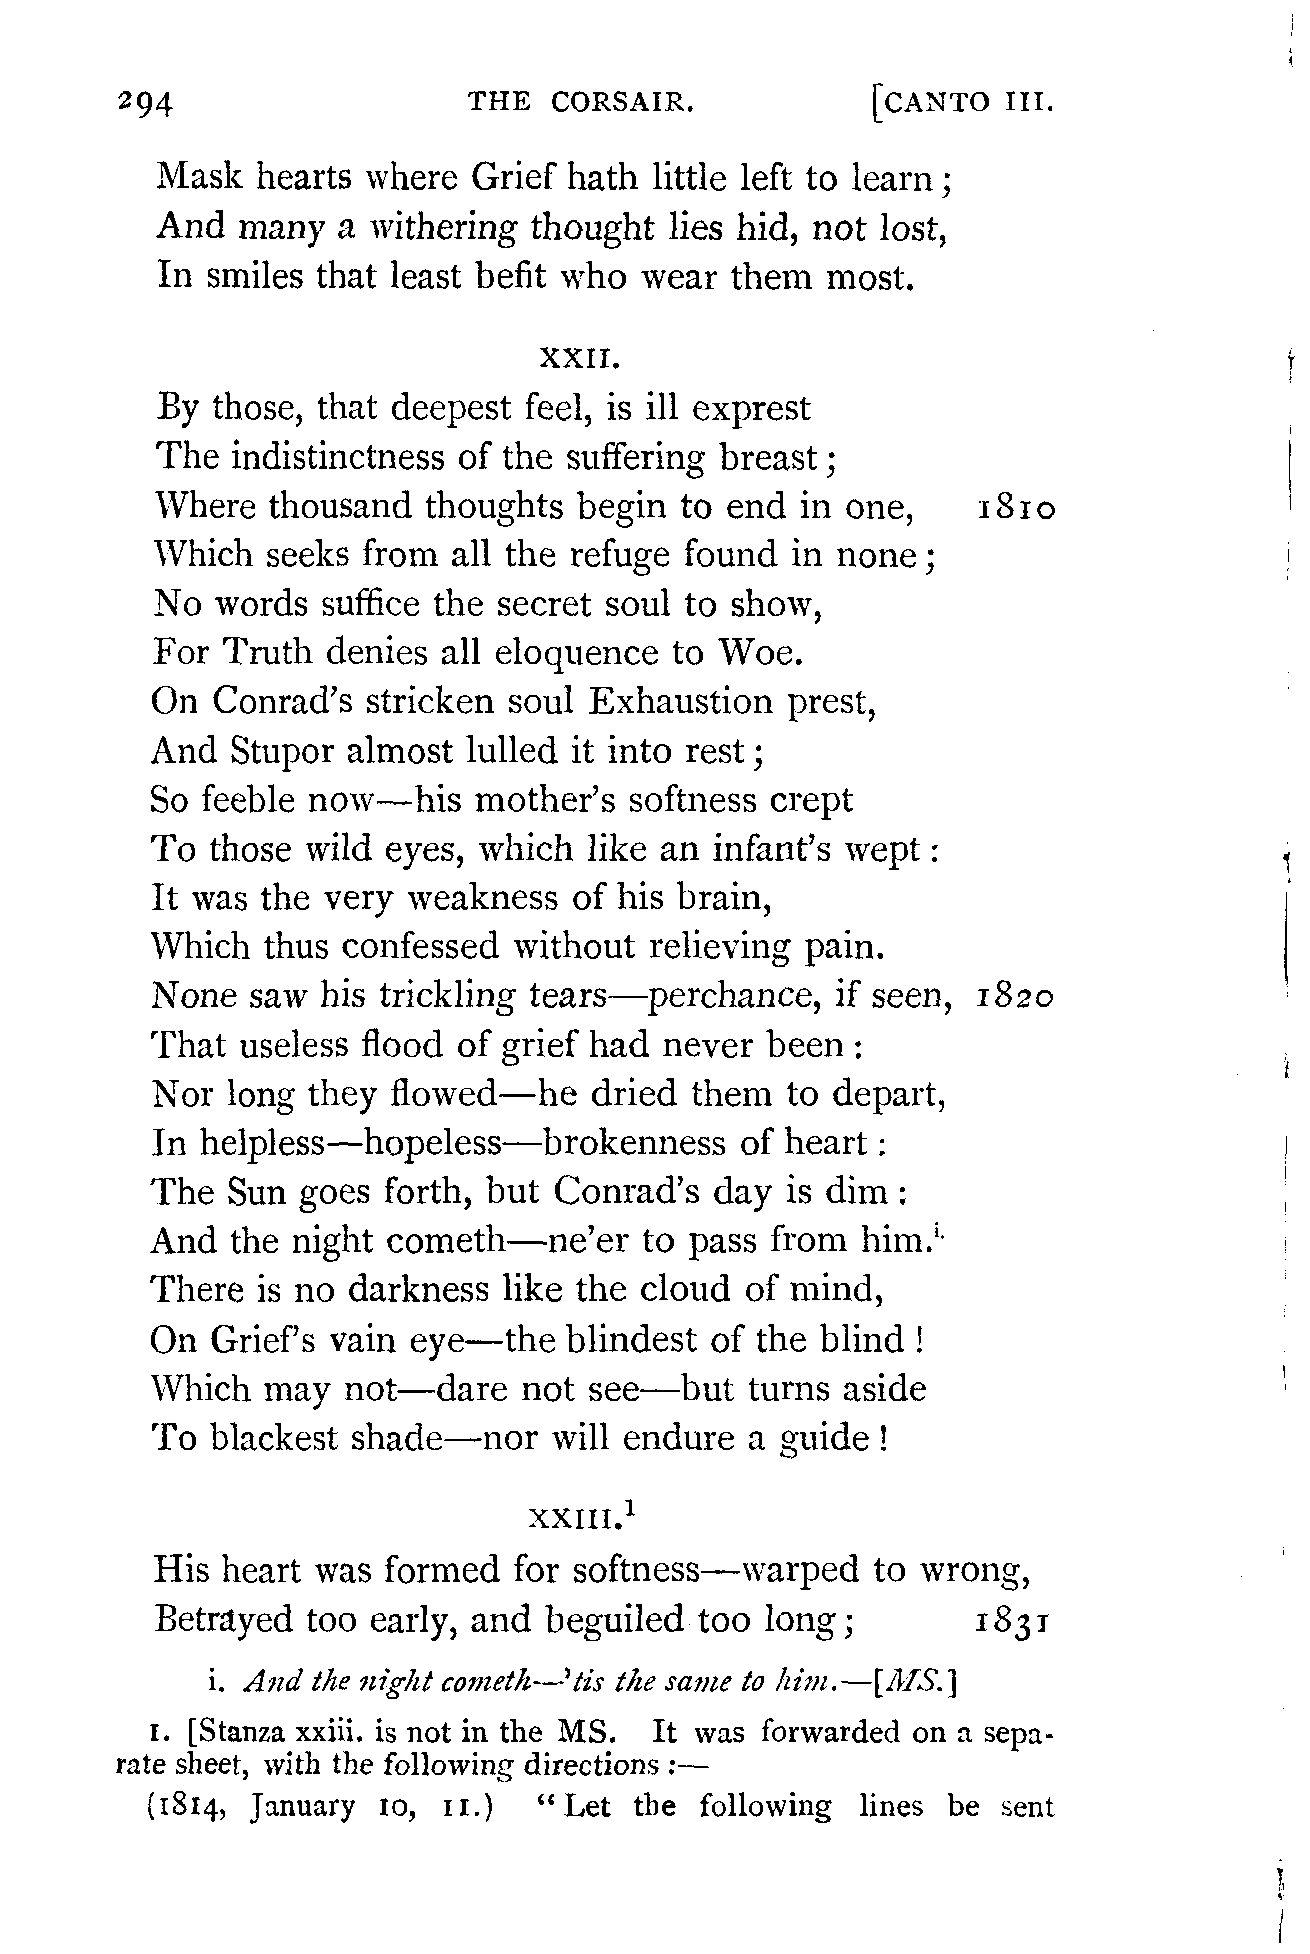 294 THE CORSAIR. [CANTO III.
Mask hearts where Grief hath little left to learn;
And many a withering thought lies hid, not lost,
In smiles that least befit who wear them most.
XXII.
By those, that deepest feel, is ill exprest
The indistinctness of the suffering breast;
Where thousand thoughts begin to end in one, 1810
Which seeks from all the refuge found in none;
No words suffice the secret soul to show,
For Truth denies all eloquence to Woe.
On Conrad's stricken soul Exhaustion prest,
And Stupor almost lulled it into rest;
So feeble now—his mother's softness crept
To those wild eyes, which like an infant's wept:
It was the very weakness of his brain,
Which thus confessed without relieving pain.
None saw his trickling tears—perchance, if seen, 1820
That useless flood of grief had never been:
Nor long they flowed—he dried them to depart,
In helpless—hopeless—brokenness of heart:
The Sun goes forth, but Conrad's day is dim:
And the night cometh—ne'er to pass from him.i.
There is no darkness like the cloud of mind,
On Grief's vain eye—the blindest of the blind!
Which may not—dare not see—but turns aside
To blackest shade—nor will endure a guide!
XXIII.1
His heart was formed for softness—warped to wrong,
Betrayed too early, and beguiled too long; 1831
i. And the night cometh—'tis the same to him.—[MS.]
1. [Stanza xxiii. is not in the MS. It was forwarded on a sepa-
rate sheet, with the following directions:—
(1814, January 10, 11.) "Let the following lines be sent